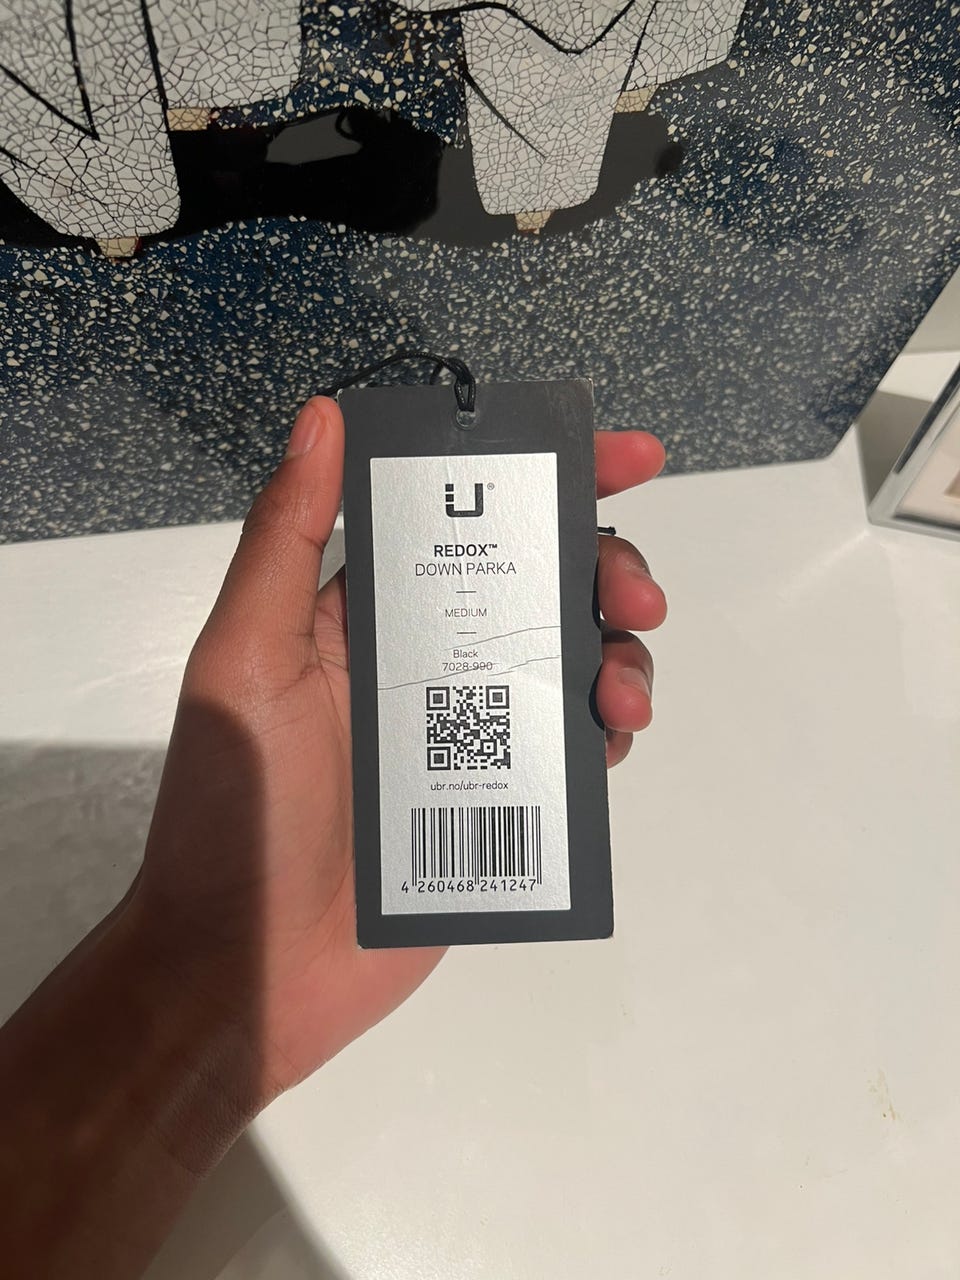 REDOX™
DOWN PARKA
MEDIUM
Black
7028-990
ubr.no/ubr-redox
4 260468 241247